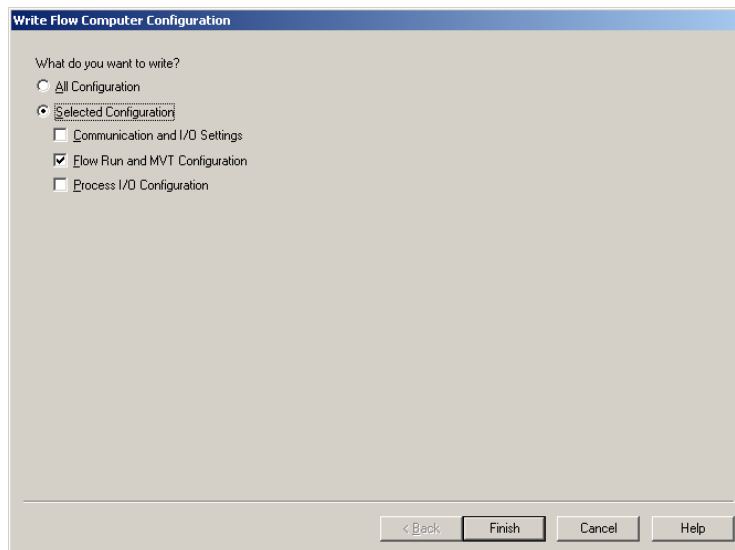 Write Flow Computer Configuration
What do you want to write?
All Configuration
Selected Configuration
Communication and I/O Settings
Flow Run and MVT Configuration
Process I/O Configuration
< Back Finish Cancel Help